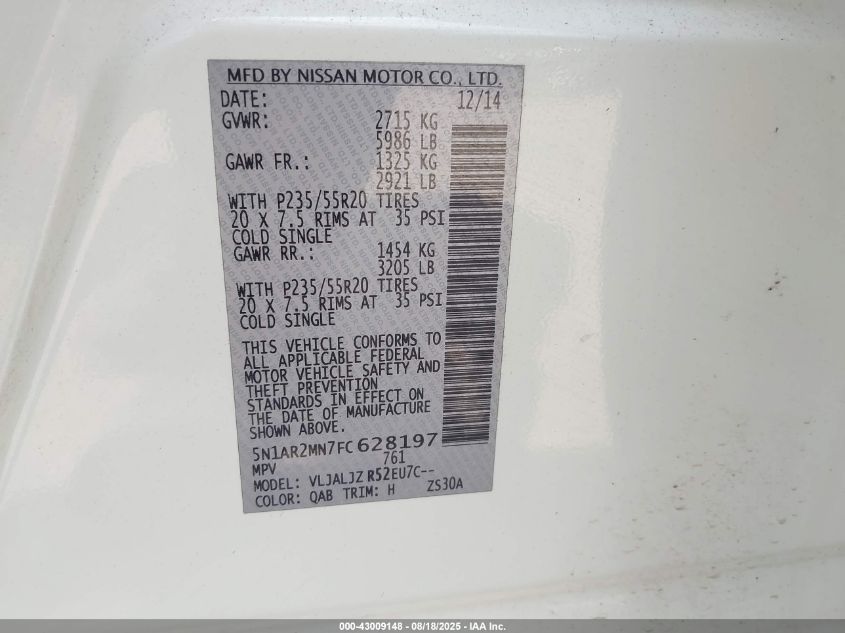 MFD BY NISSAN MOTOR CO., LTD.
DATE: 12/14
GVWR: 2715 KG
5986 LB
GAWR FR.: 1325 KG
2921 LB
WITH P235/55R20 TIRES
20 X 7.5 RIMS AT 35 PSI
COLD SINGLE
GAWR RR.: 1454 KG
3205 LB
WITH P235/55R20 TIRES
20 X 7.5 RIMS AT 35 PSI
COLD SINGLE
THIS VEHICLE CONFORMS TO
ALL APPLICABLE FEDERAL
MOTOR VEHICLE SAFETY AND
THEFT PREVENTION
STANDARDS IN EFFECT ON
THE DATE OF MANUFACTURE
SHOWN ABOVE.
5N1AR2MN7FC628197
MPV 761
MODEL: VLJALJZ R52EU7C--
COLOR: QAB TRIM: H ZS30A
000-43009148 - 08/18/2025 - IAA Inc.